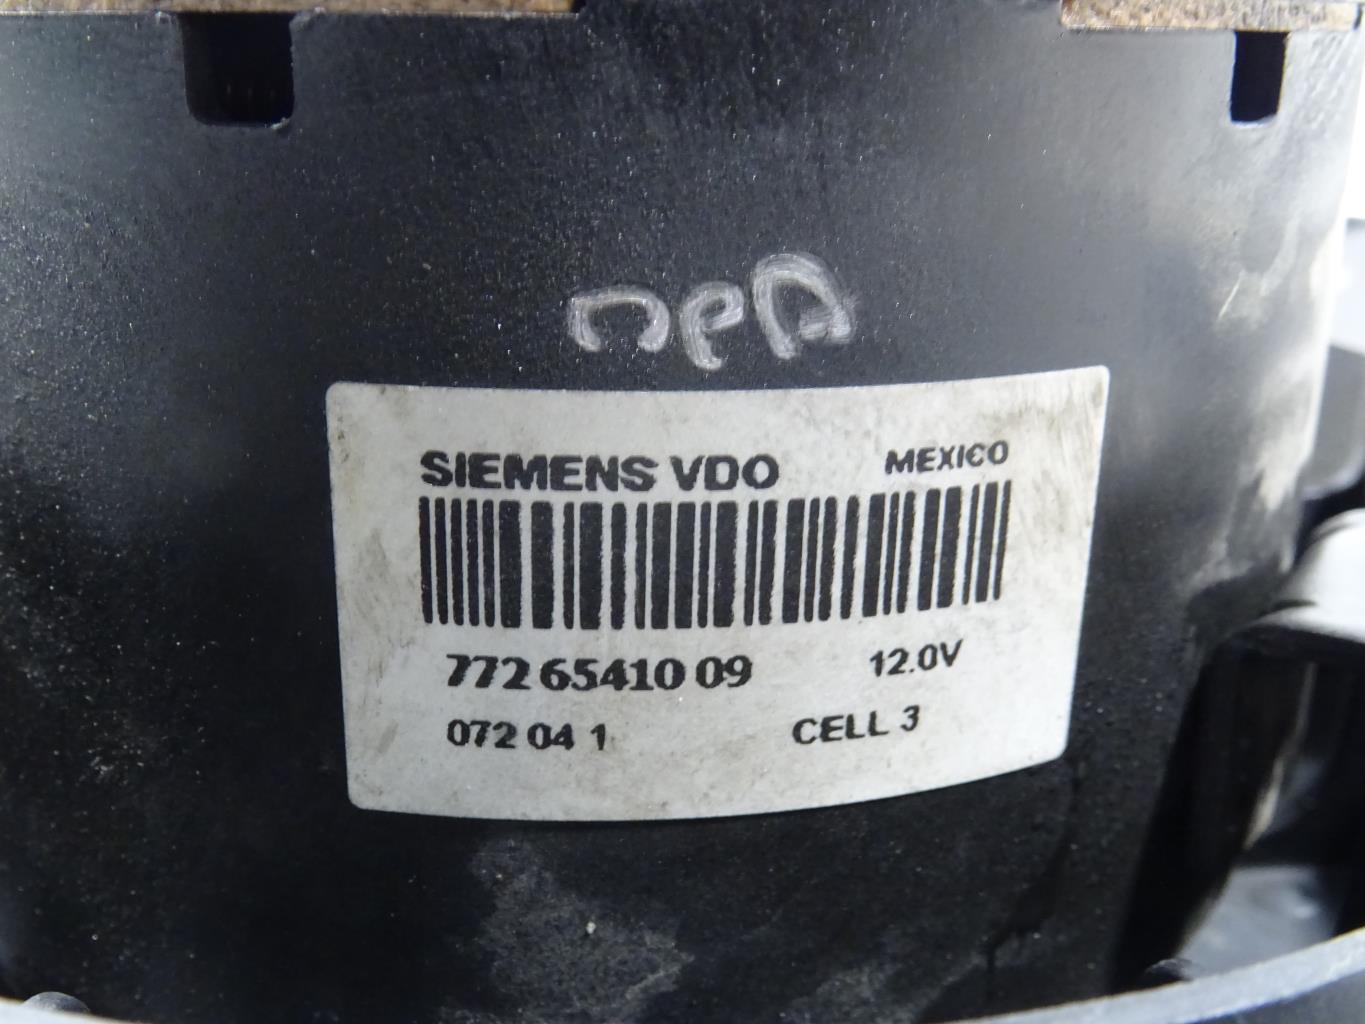 SIEMENS VDO MEXICO
772 65410 09 12.0V
072 04 1 CELL 3